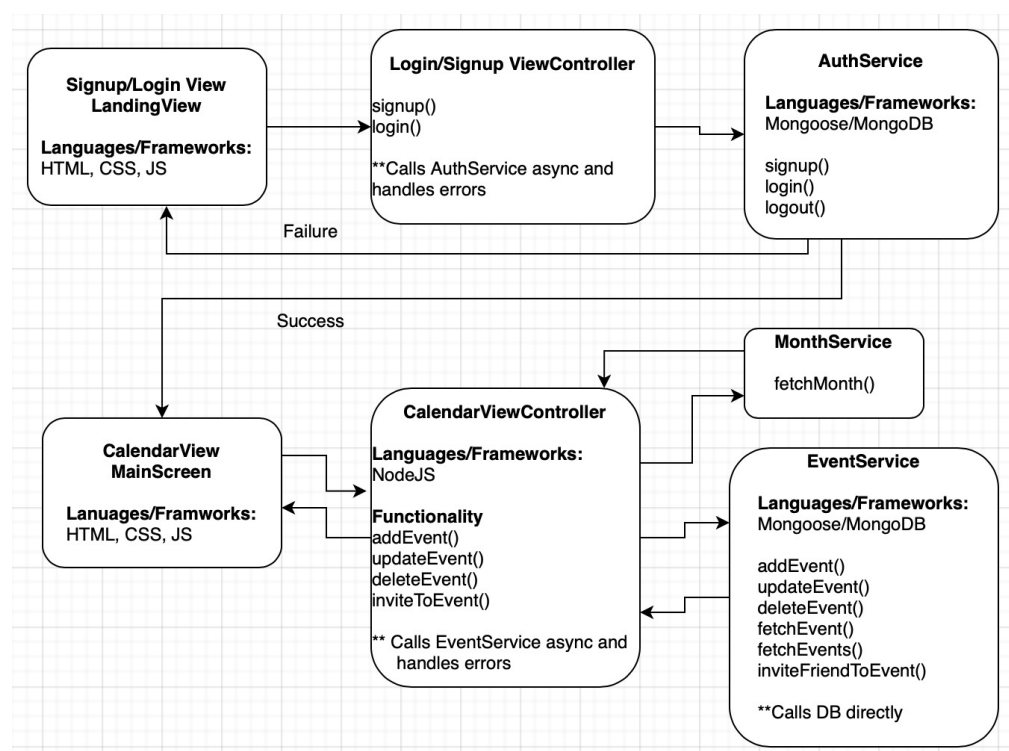 Signup/Login View
LandingView
Languages/Frameworks:
HTML, CSS, JS
Login/Signup ViewController
signup()
login()
**Calls AuthService async and
handles errors
AuthService
Languages/Frameworks:
Mongoose/MongoDB
signup()
login()
logout()
Failure
Success
MonthService
fetchMonth()
CalendarView
MainScreen
Lanuages/Framworks:
HTML, CSS, JS
CalendarViewController
Languages/Frameworks:
NodeJS
Functionality
addEvent()
updateEvent()
deleteEvent()
inviteToEvent()
** Calls EventService async and
handles errors
EventService
Languages/Frameworks:
Mongoose/MongoDB
addEvent()
updateEvent()
deleteEvent()
fetchEvent()
fetchEvents()
inviteFriendToEvent()
**Calls DB directly